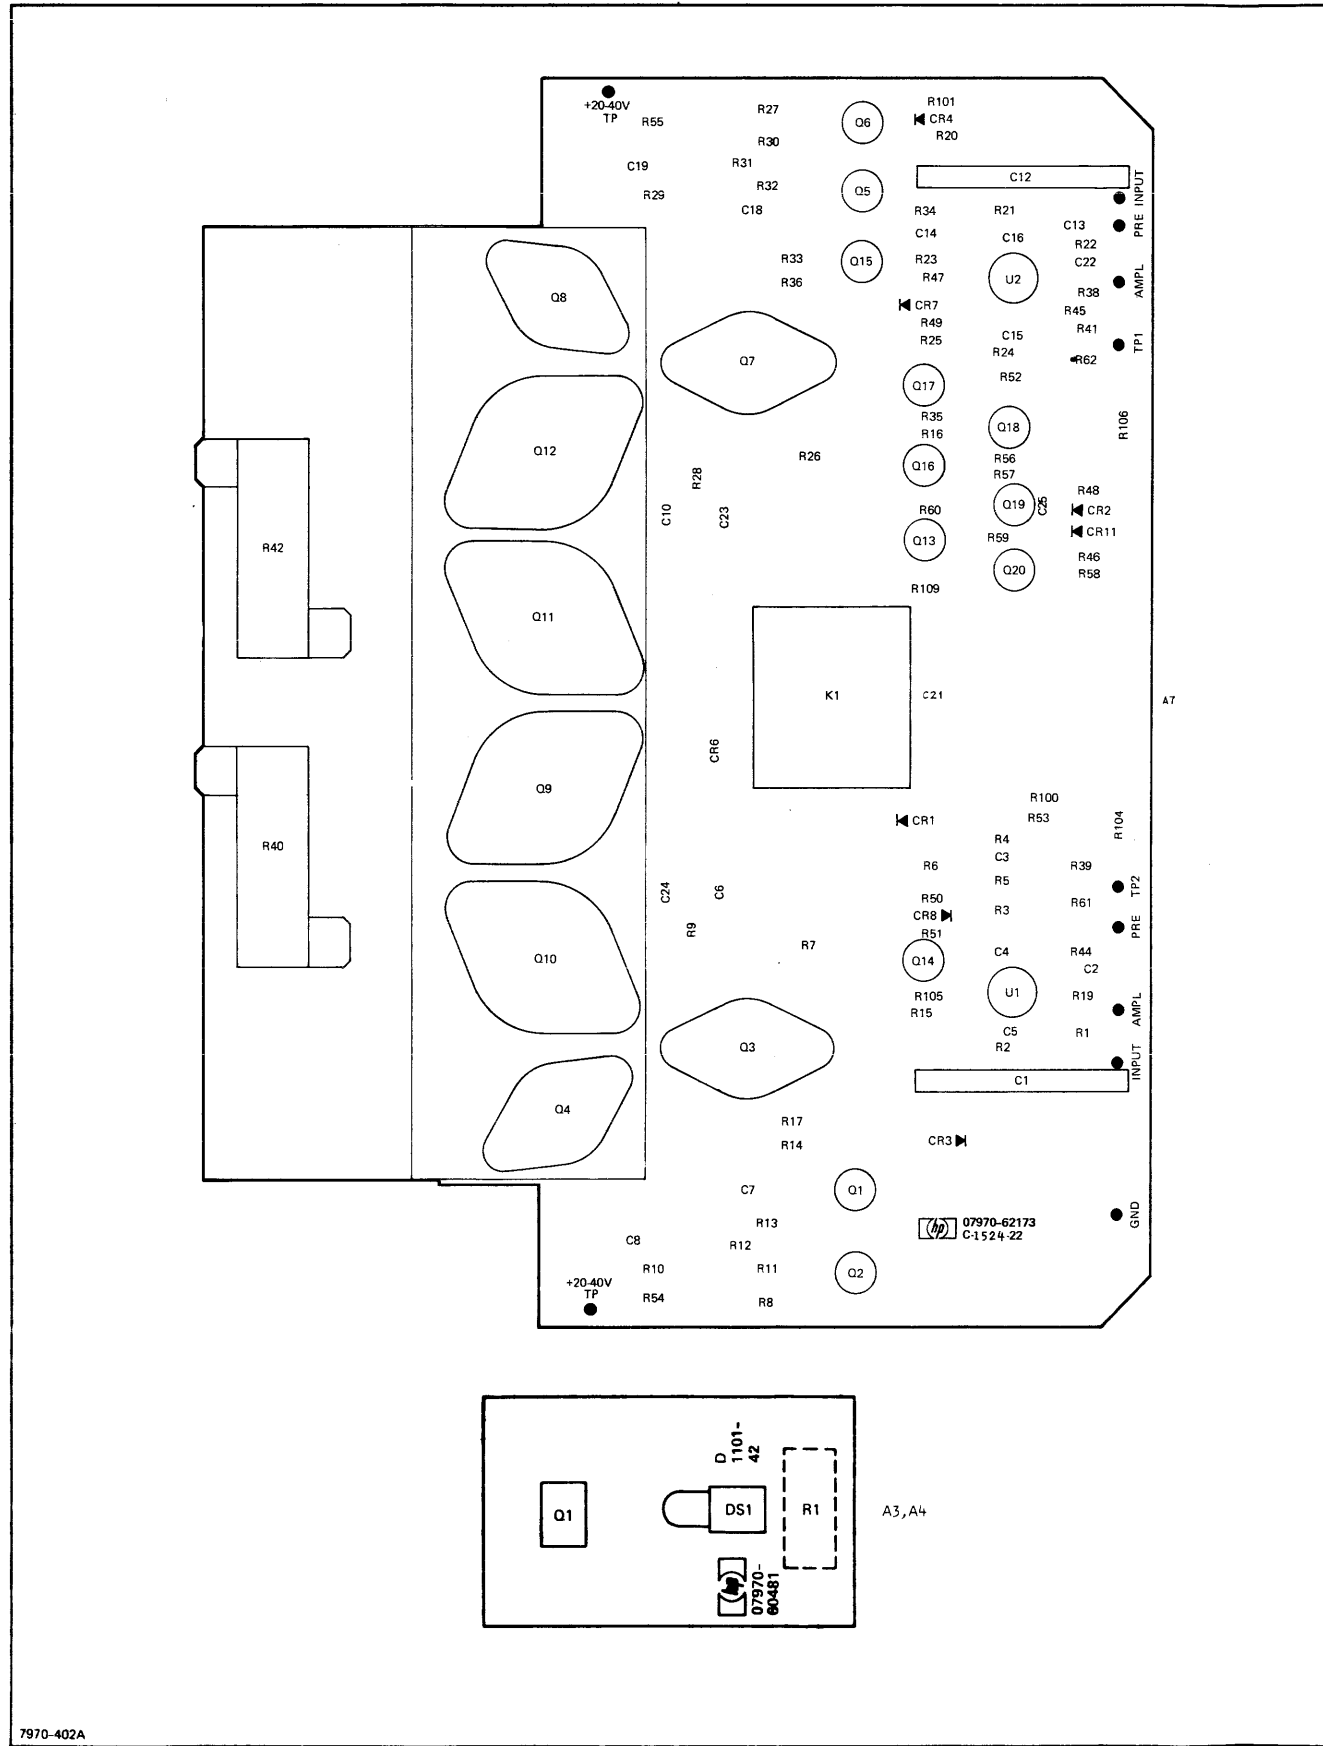 +20-40V
TP
R55
R27
Q6
R101
CR4
R20
R30
C19
R31
R29
R32
C18
Q5
C12
INPUT
PRE
R34
R21
C14
C16
C13
R22
C22
Q8
R33
R36
Q15
R23
R47
U2
AMPL
R38
R45
R41
CR7
R49
R25
C15
R24
R62
TP1
Q7
Q17
R52
R106
R35
R16
Q18
Q12
R28
R26
Q16
R56
R57
R48
CR2
CR11
C10
C23
R60
Q19
C25
R42
Q13
R59
R46
R58
Q20
R109
Q11
K1
C21
A7
CR6
Q9
R40
CR1
R100
R53
R104
R4
C3
R6
R5
R39
C24
C6
R50
CR8
R51
R3
R61
TP2
PRE
R9
R7
Q10
Q14
C4
R44
C2
R105
R15
U1
R19
AMPL
C5
R2
R1
INPUT
Q3
C1
Q4
R17
R14
CR3
C7
Q1
R13
hp
07970-62173
C-1524-22
GND
C8
R12
R10
R11
Q2
+20-40V
TP
R54
R8
D
1101-
42
Q1
DS1
R1
A3,A4
hp
07970-
60481
7970-402A